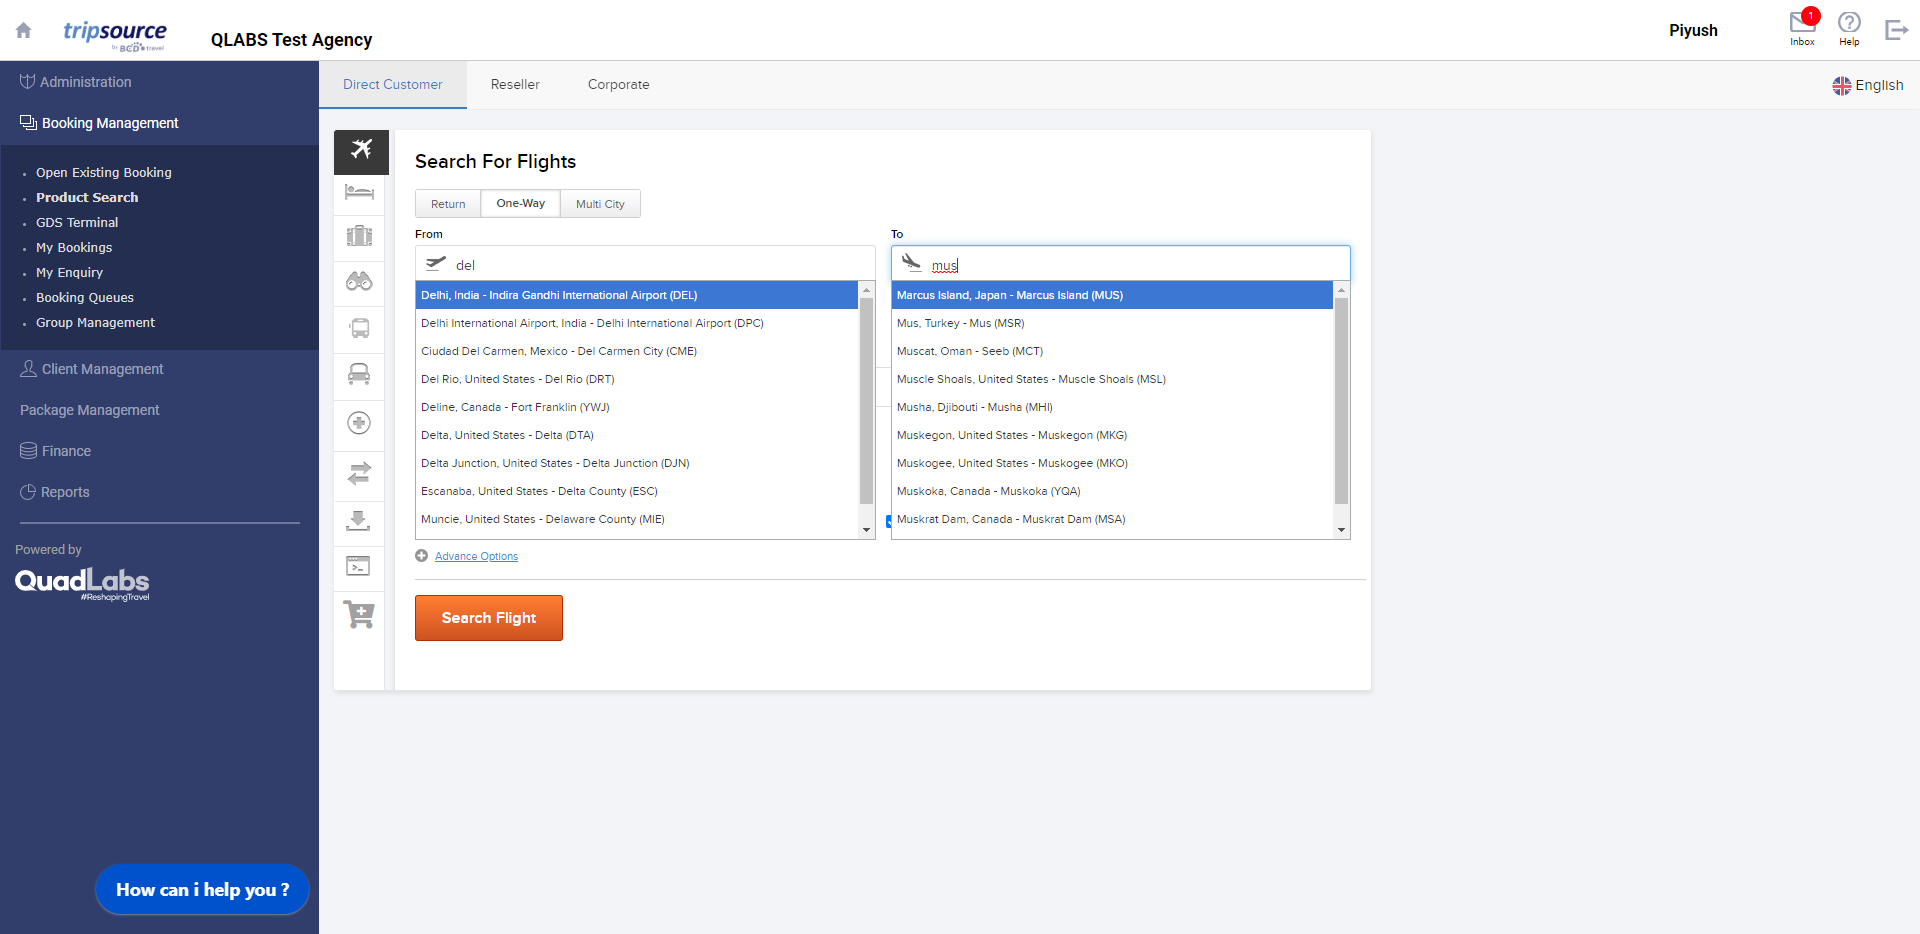 tripsource
by BCD travel
QLABS Test Agency
Piyush
1
Inbox
Help
Administration
Booking Management
Open Existing Booking
Product Search
GDS Terminal
My Bookings
My Enquiry
Booking Queues
Group Management
Client Management
Package Management
Finance
Reports
Powered by
QuadLabs
#ReshapingTravel
How can i help you ?
Direct Customer
Reseller
Corporate
English
Search For Flights
Return
One-Way
Multi City
From
del
Delhi, India - Indira Gandhi International Airport (DEL)
Delhi International Airport, India - Delhi International Airport (DPC)
Ciudad Del Carmen, Mexico - Del Carmen City (CME)
Del Rio, United States - Del Rio (DRT)
Deline, Canada - Fort Franklin (YWJ)
Delta, United States - Delta (DTA)
Delta Junction, United States - Delta Junction (DJN)
Escanaba, United States - Delta County (ESC)
Muncie, United States - Delaware County (MIE)
To
mus
Marcus Island, Japan - Marcus Island (MUS)
Mus, Turkey - Mus (MSR)
Muscat, Oman - Seeb (MCT)
Muscle Shoals, United States - Muscle Shoals (MSL)
Musha, Djibouti - Musha (MHI)
Muskegon, United States - Muskegon (MKG)
Muskogee, United States - Muskogee (MKO)
Muskoka, Canada - Muskoka (YQA)
Muskrat Dam, Canada - Muskrat Dam (MSA)
Advance Options
Search Flight